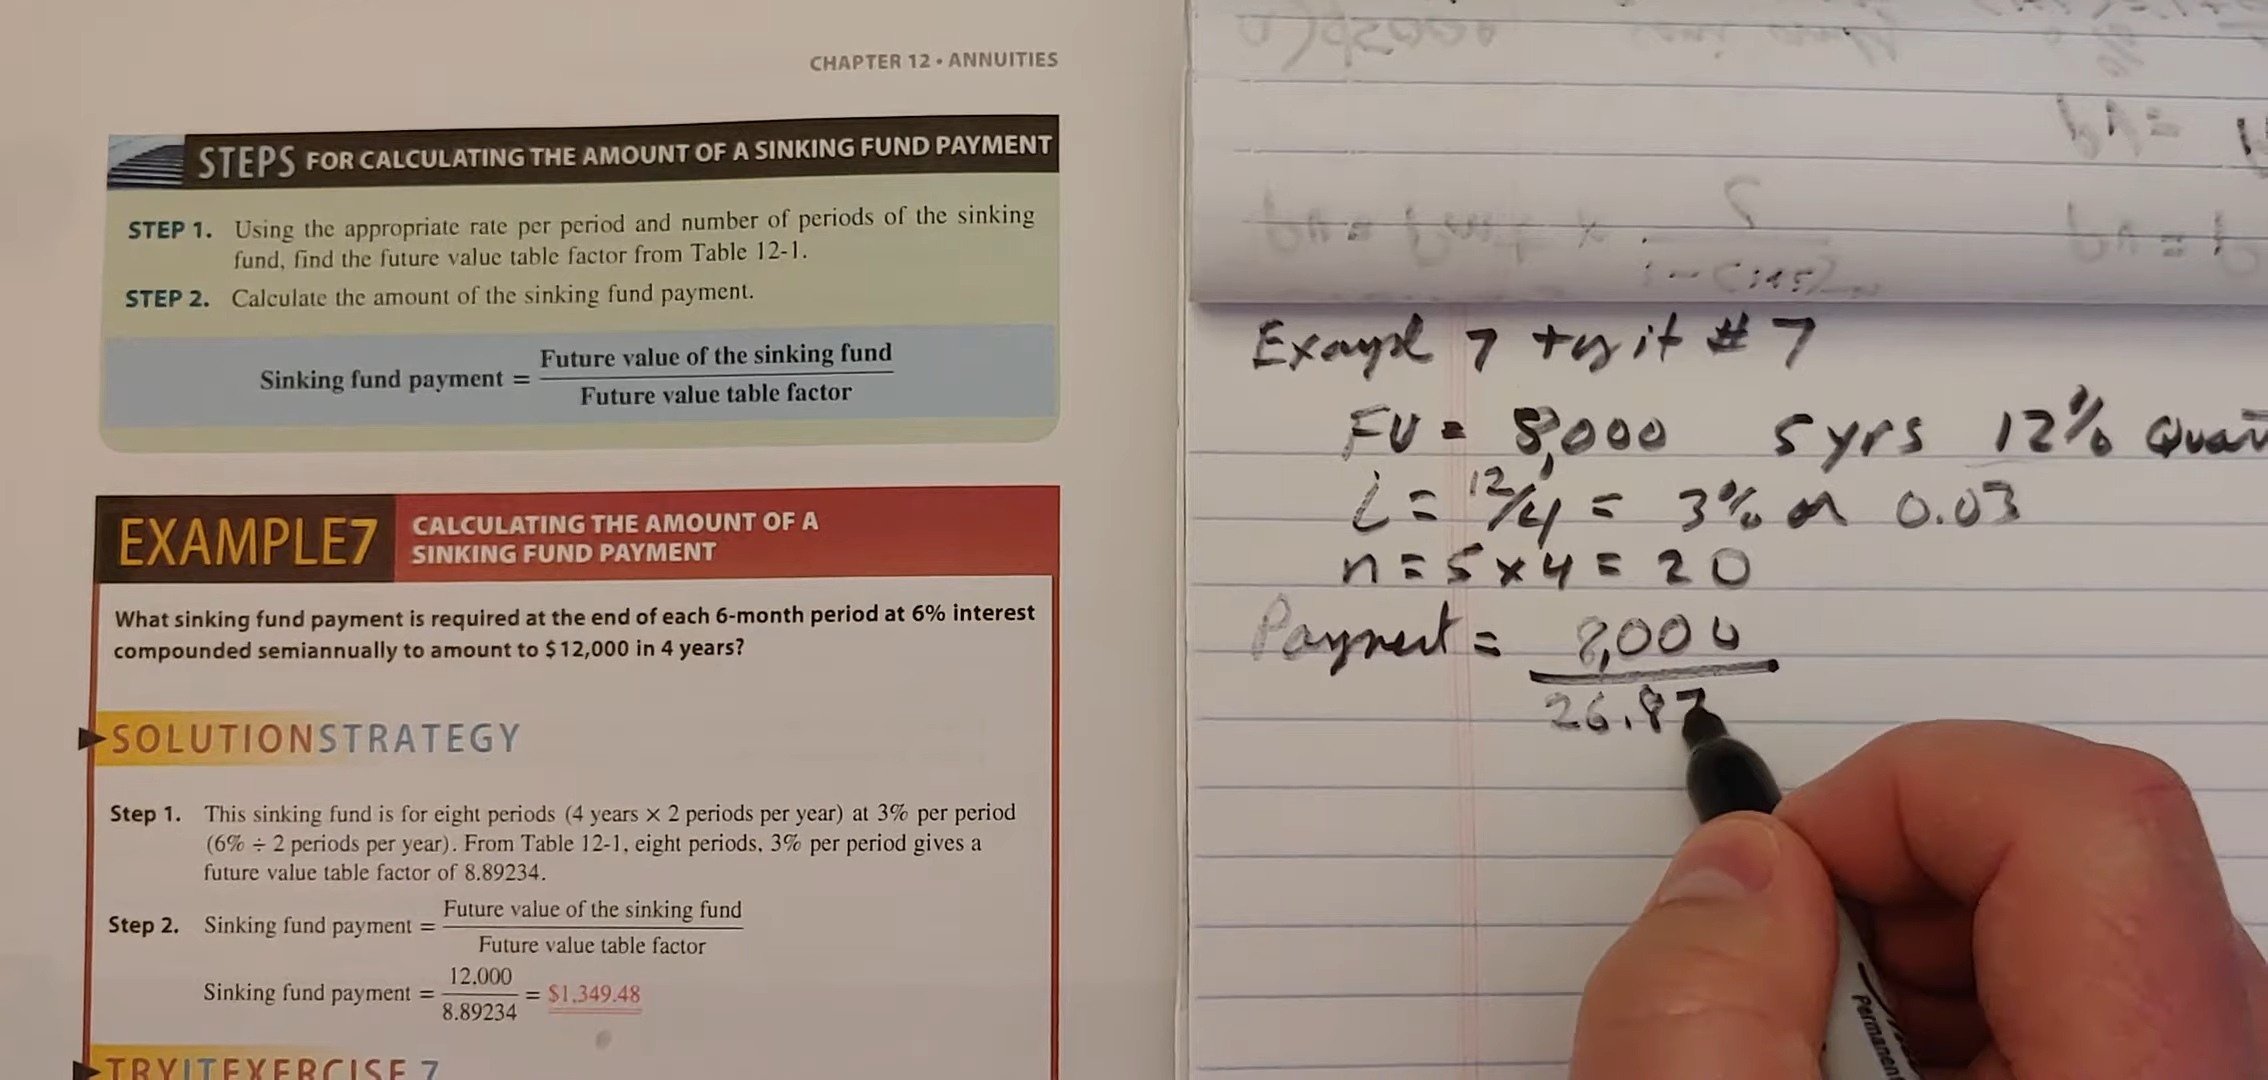 CHAPTER 12 • ANNUITIES
STEPS FOR CALCULATING THE AMOUNT OF A SINKING FUND PAYMENT
STEP 1. Using the appropriate rate per period and number of periods of the sinking
fund, find the future value table factor from Table 12-1.
STEP 2. Calculate the amount of the sinking fund payment.
Sinking fund payment = Future value of the sinking fund
Future value table factor
EXAMPLE7 CALCULATING THE AMOUNT OF A
SINKING FUND PAYMENT
What sinking fund payment is required at the end of each 6-month period at 6% interest
compounded semiannually to amount to $12,000 in 4 years?
SOLUTIONSTRATEGY
Step 1. This sinking fund is for eight periods (4 years × 2 periods per year) at 3% per period
(6% ÷ 2 periods per year). From Table 12-1, eight periods, 3% per period gives a
future value table factor of 8.89234.
Step 2. Sinking fund payment = Future value of the sinking fund
Future value table factor
Sinking fund payment = 12,000
8.89234 = $1,349.48
TRYITEXERCISE 7
Exampl 7 try it # 7
FV = 8,000 5 yrs 12% Quar
i = 12/4 = 3% or 0.03
n = 5 x 4 = 20
Payment = 8,000
26.87
Permanen